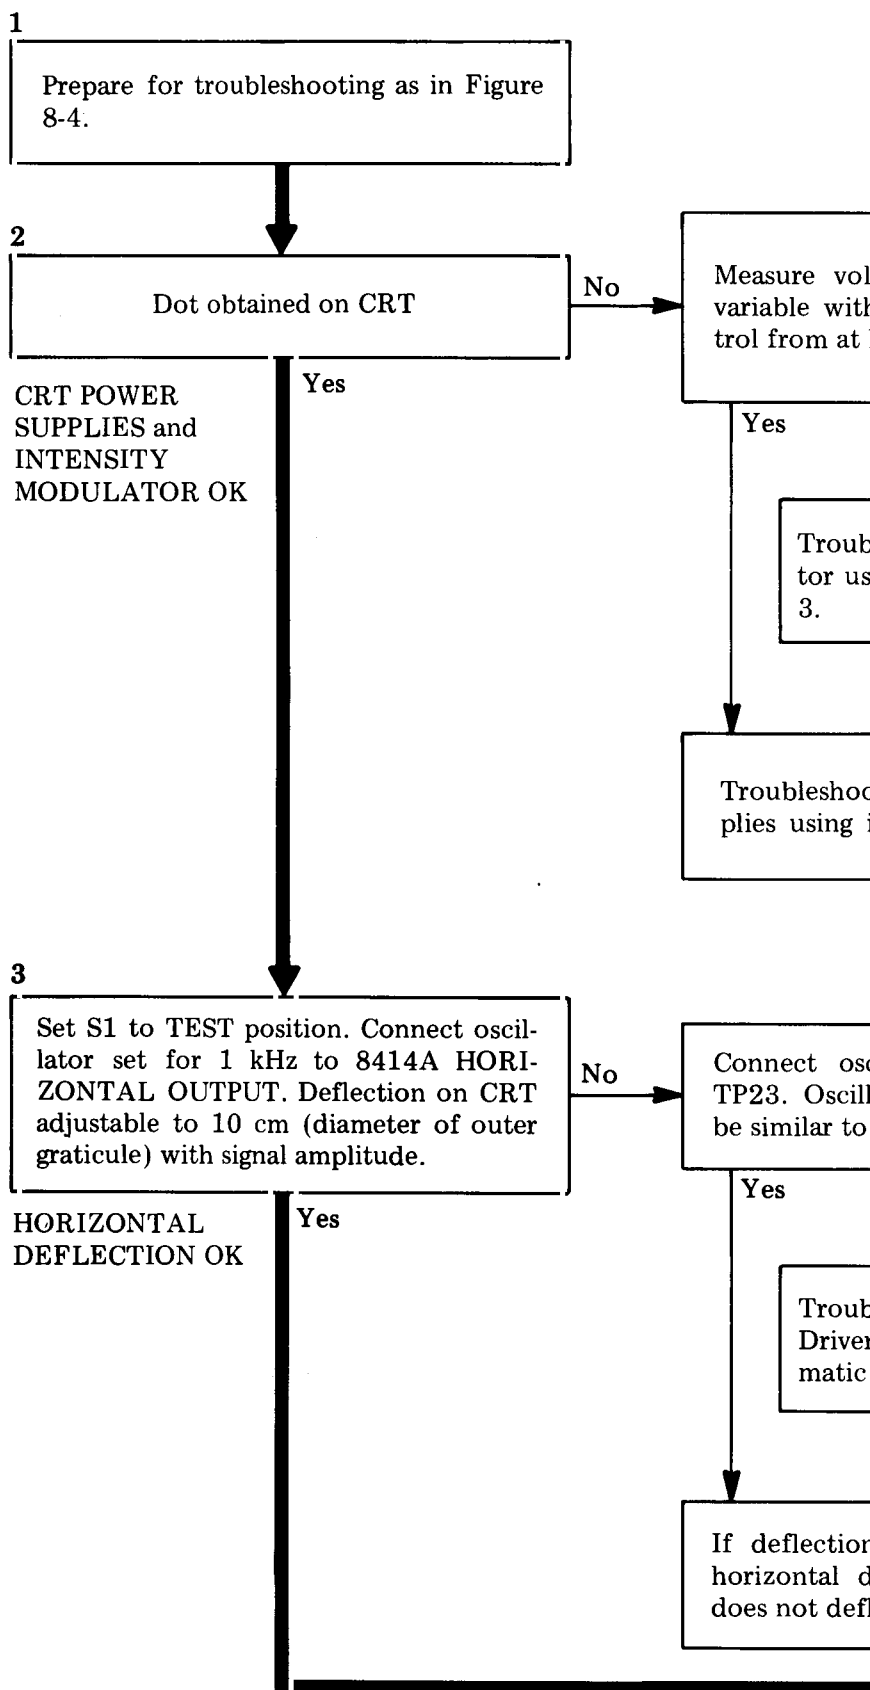 1
Prepare for troubleshooting as in Figure
8-4.
2
Dot obtained on CRT
No
Measure vol
variable with
trol from at
Yes
CRT POWER
SUPPLIES and
INTENSITY
MODULATOR OK
Yes
Troub
tor us
3.
Troubleshoo
plies using i
3
Set S1 to TEST position. Connect oscil-
lator set for 1 kHz to 8414A HORI-
ZONTAL OUTPUT. Deflection on CRT
adjustable to 10 cm (diameter of outer
graticule) with signal amplitude.
No
Connect osc
TP23. Oscill
be similar to
Yes
HORIZONTAL
DEFLECTION OK
Yes
Troub
Driver
matic
If deflection
horizontal d
does not defl